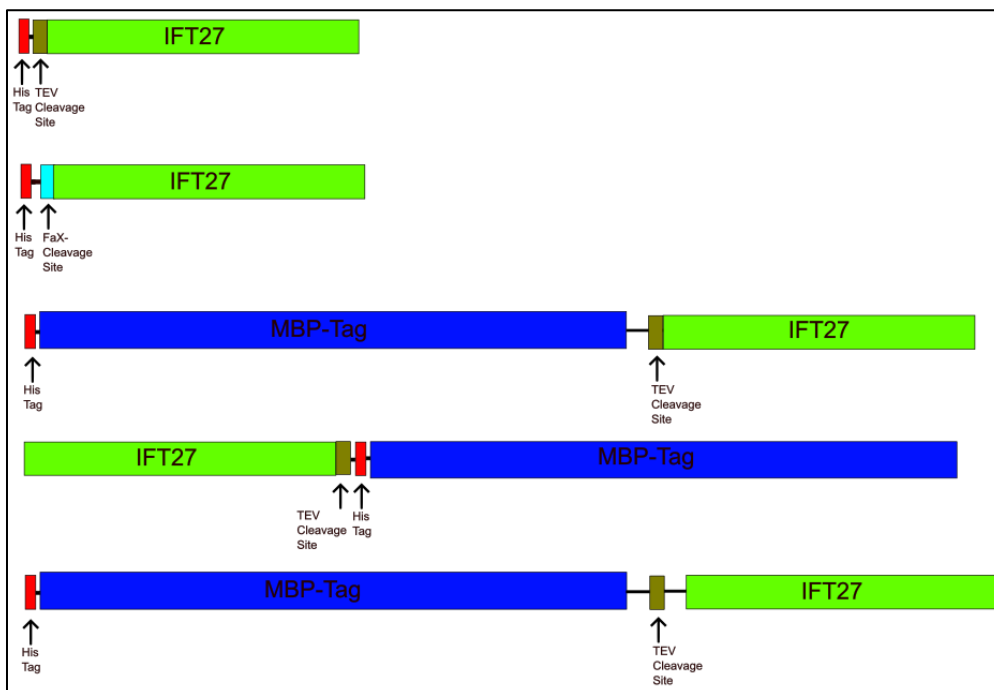 IFT27
His TEV
Tag Cleavage
Site
IFT27
His FaX-
Tag Cleavage
Site
MBP-Tag IFT27
His
Tag
TEV
Cleavage
Site
IFT27 MBP-Tag
TEV His
Cleavage Tag
Site
MBP-Tag IFT27
His
Tag
TEV
Cleavage
Site